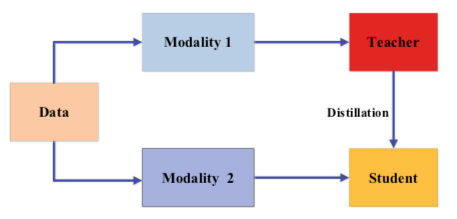 Modality 1
Teacher
Data
Distillation
Modality 2
Student